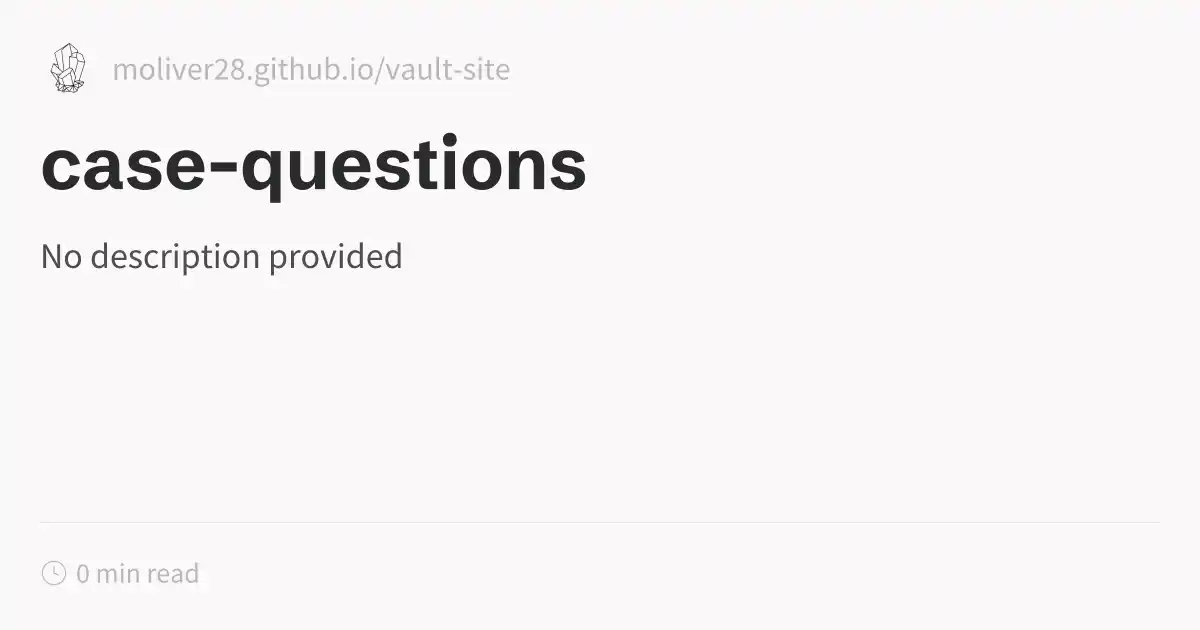 moliver28.github.io/vault-site
case-questions
No description provided
0 min read